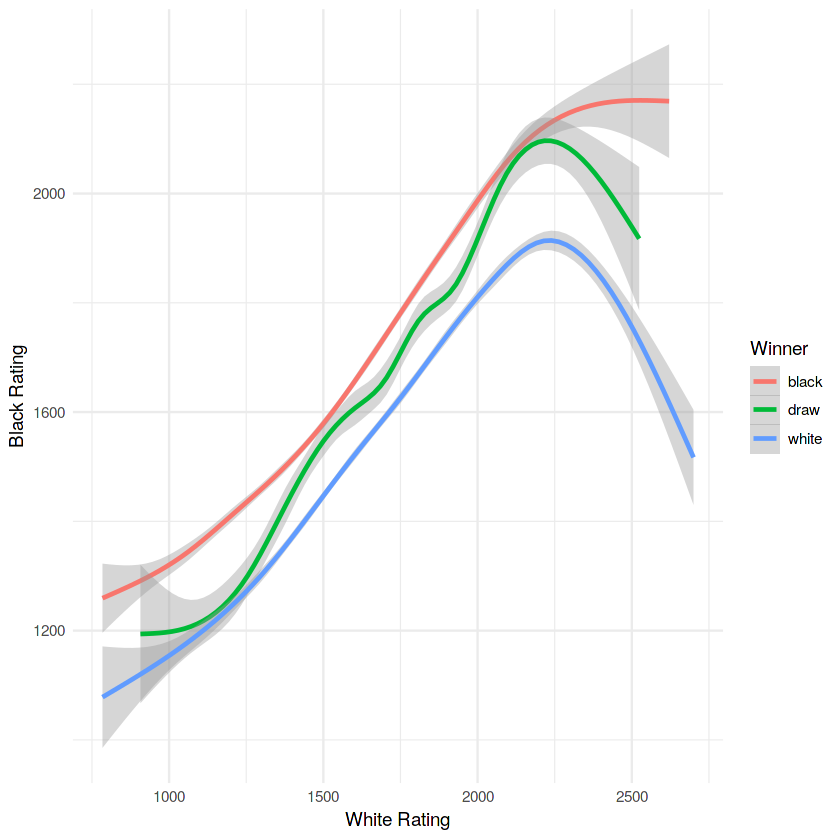 2000
1600
1200
Black Rating
1000 1500 2000 2500
White Rating
Winner
black
draw
white